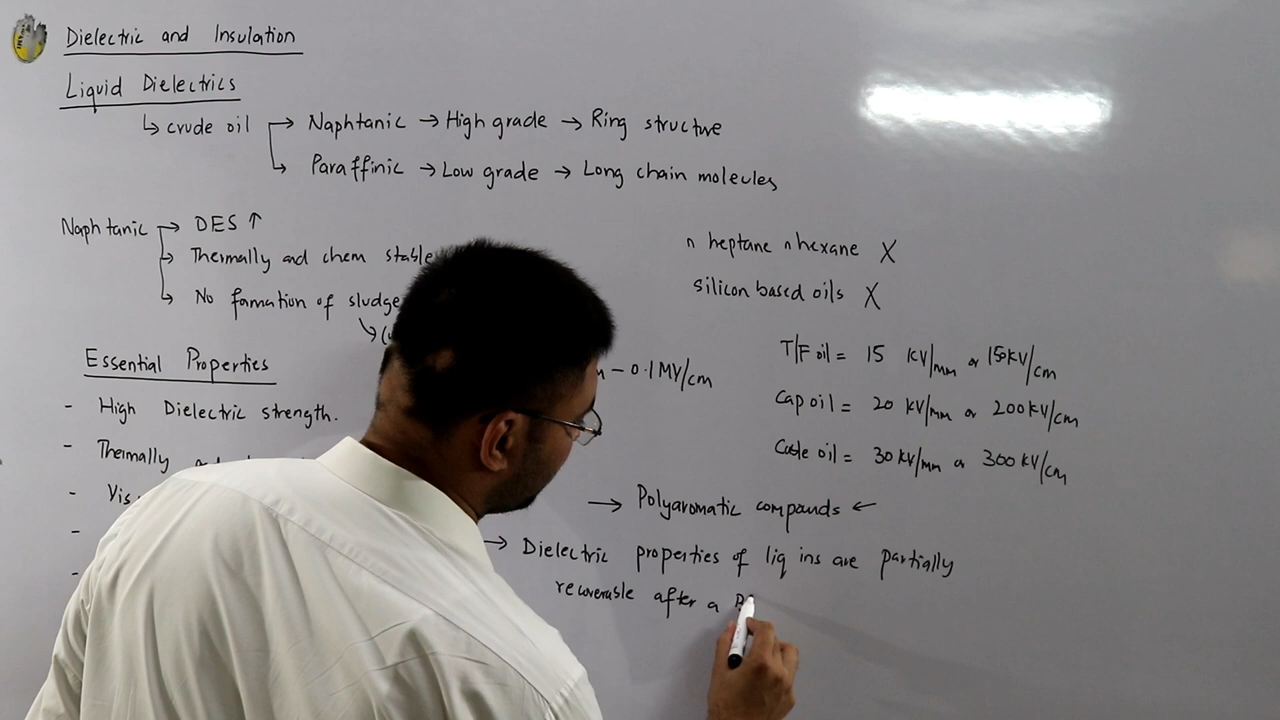 Dielectric and Insulation
Liquid Dielectrics
↳ crude oil → Naphtanic → High grade → Ring structure
↳ Paraffinic → Low grade → Long chain molecules
Naphtanic → DES ↑
↳ Thermally and chem stable
↳ No formation of sludge
n heptane n hexane X
silicon based oils X
Essential Properties
- High Dielectric strength.
- Thermally
- Vis
-
-
- 0.1 MV/cm
T/F oil = 15 KV/mm or 150KV/cm
Cap oil = 20 KV/mm or 200KV/cm
Cable oil = 30 KV/mm or 300 KV/cm
→ Polyaromatic compounds ←
→ Dielectric properties of liq ins are partially
recoverable after a